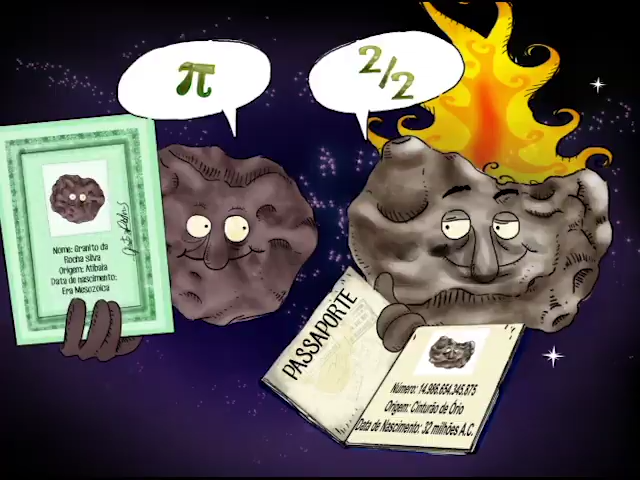 π
2/2
Nome: Granito da
Rocha silva
Origem: Atibaia
Data de nascimento:
Era Mesozoica
PASSAPORTE
Número: 14.986.654.345.875
Origem: Cinturão de Ório
Data de Nascimento: 32 milhões A.C.